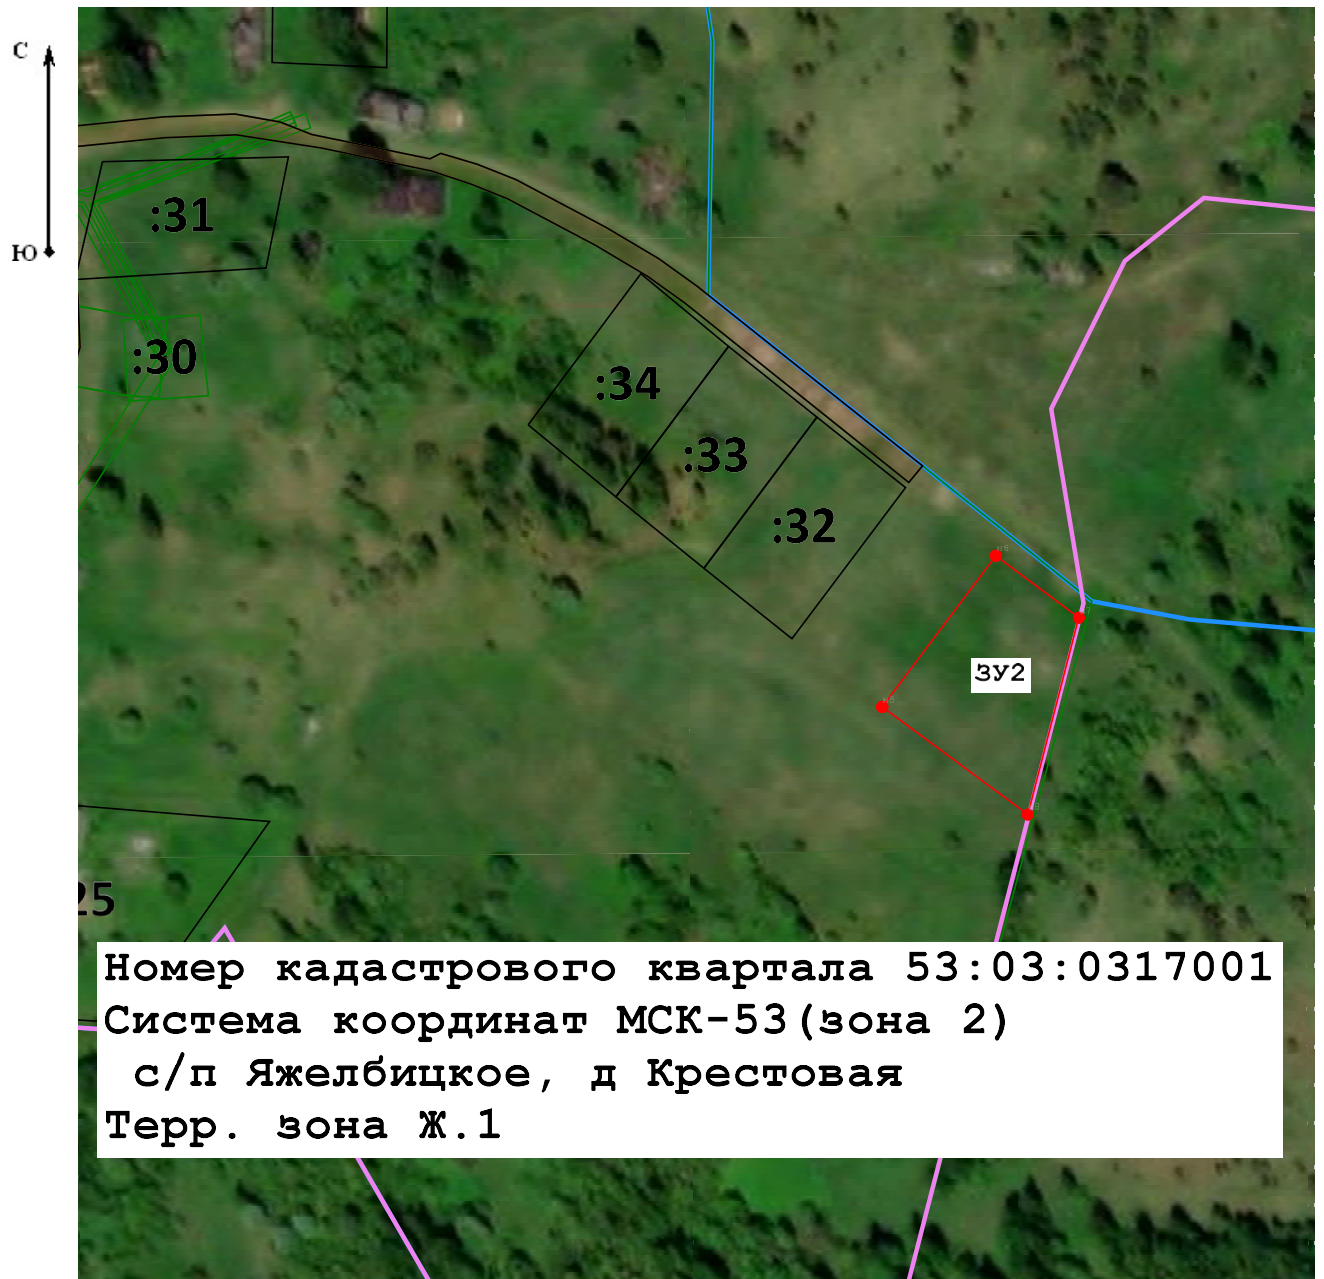 С
Ю
:31
:30
:34
:33
:32
ЗУ2
25
Номер кадастрового квартала 53:03:0317001
Система координат МСК-53(зона 2)
с/п Яжелбицкое, д Крестовая
Терр. зона Ж.1